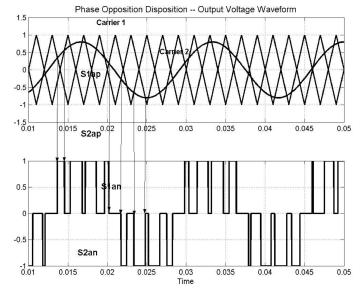 Phase Opposition Disposition -- Output Voltage Waveform
1.5
Carrier 1
1
0.5
Carrier 2
0
S1ap
-0.5
-1
-1.5
0.01 0.015 0.02 0.025 0.03 0.035 0.04 0.045 0.05
S2ap
1
0.5
S1an
0
-0.5
S2an
-1
0.01 0.015 0.02 0.025 0.03 0.035 0.04 0.045 0.05
Time